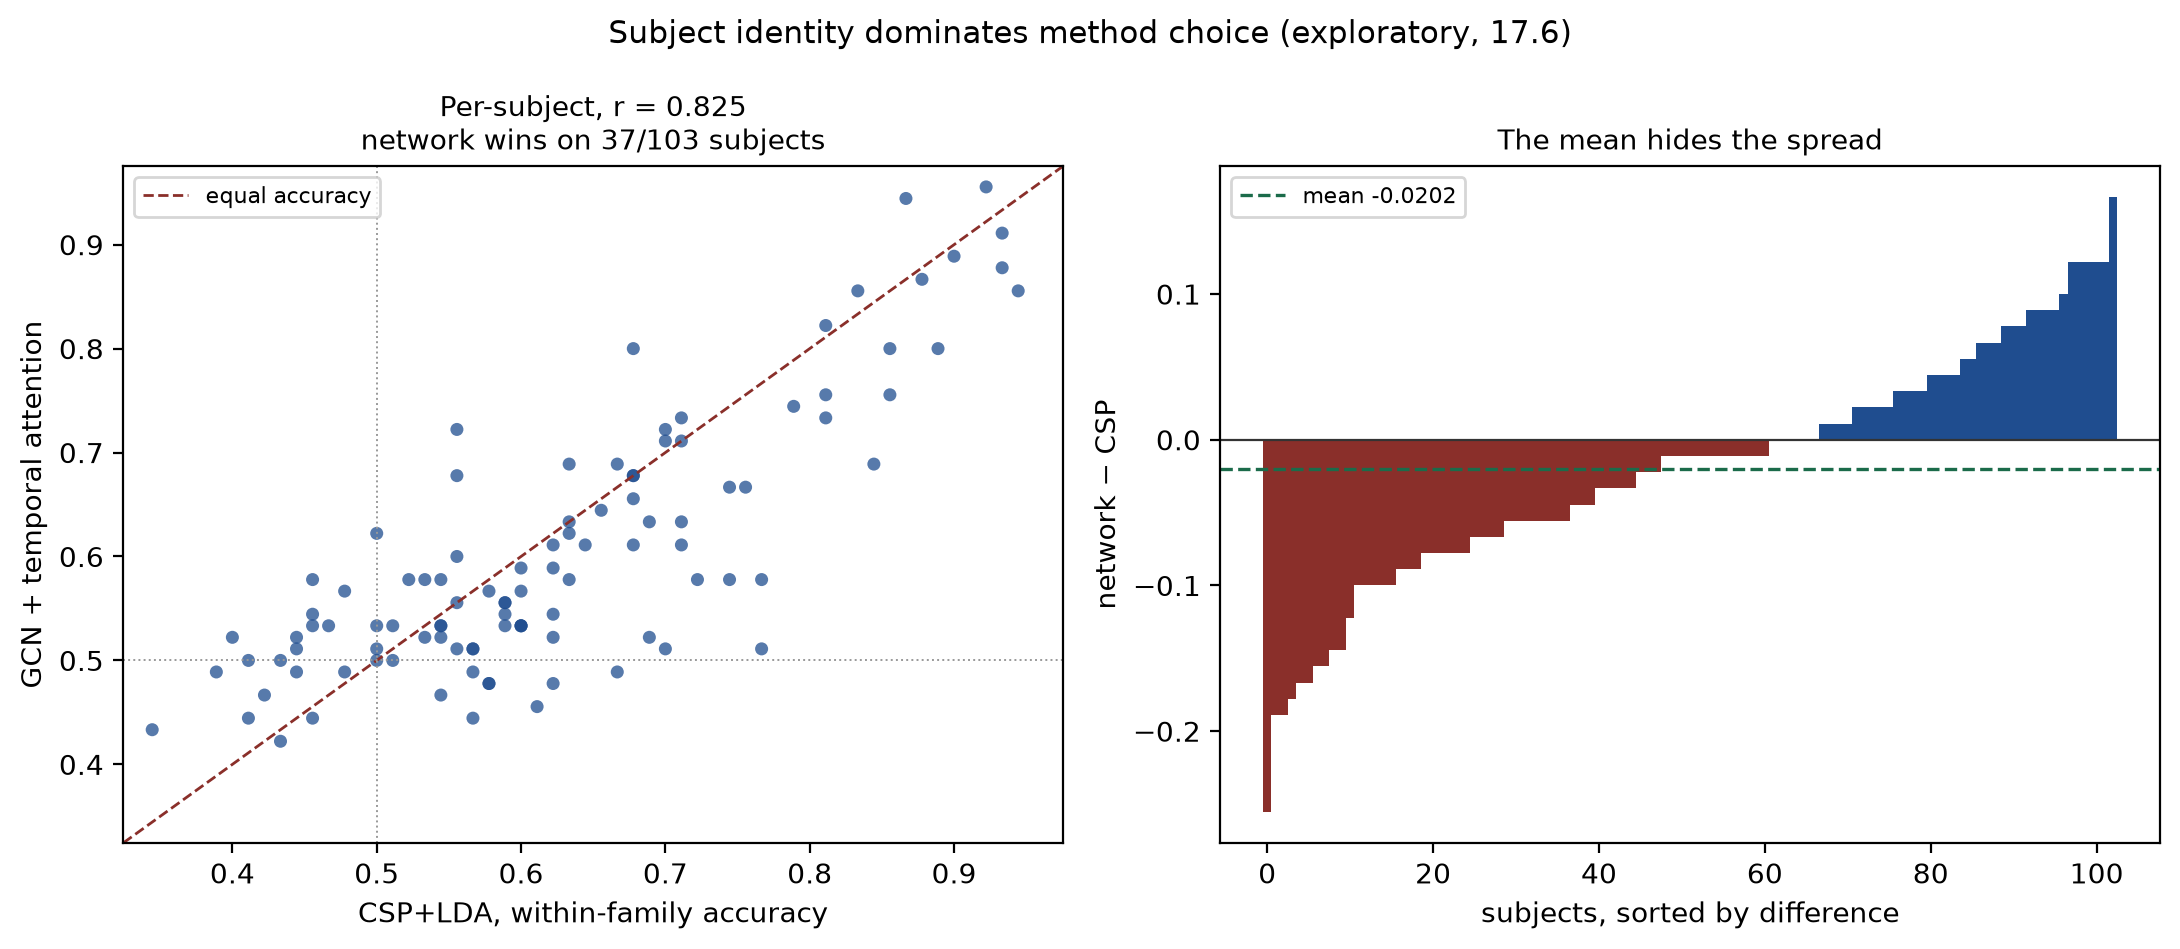 Subject identity dominates method choice (exploratory, 17.6)
Per-subject, r = 0.825
network wins on 37/103 subjects
equal accuracy
GCN + temporal attention
0.9
0.8
0.7
0.6
0.5
0.4
0.4
0.5
0.6
0.7
0.8
0.9
CSP+LDA, within-family accuracy
The mean hides the spread
mean -0.0202
network − CSP
0.1
0.0
−0.1
−0.2
0
20
40
60
80
100
subjects, sorted by difference